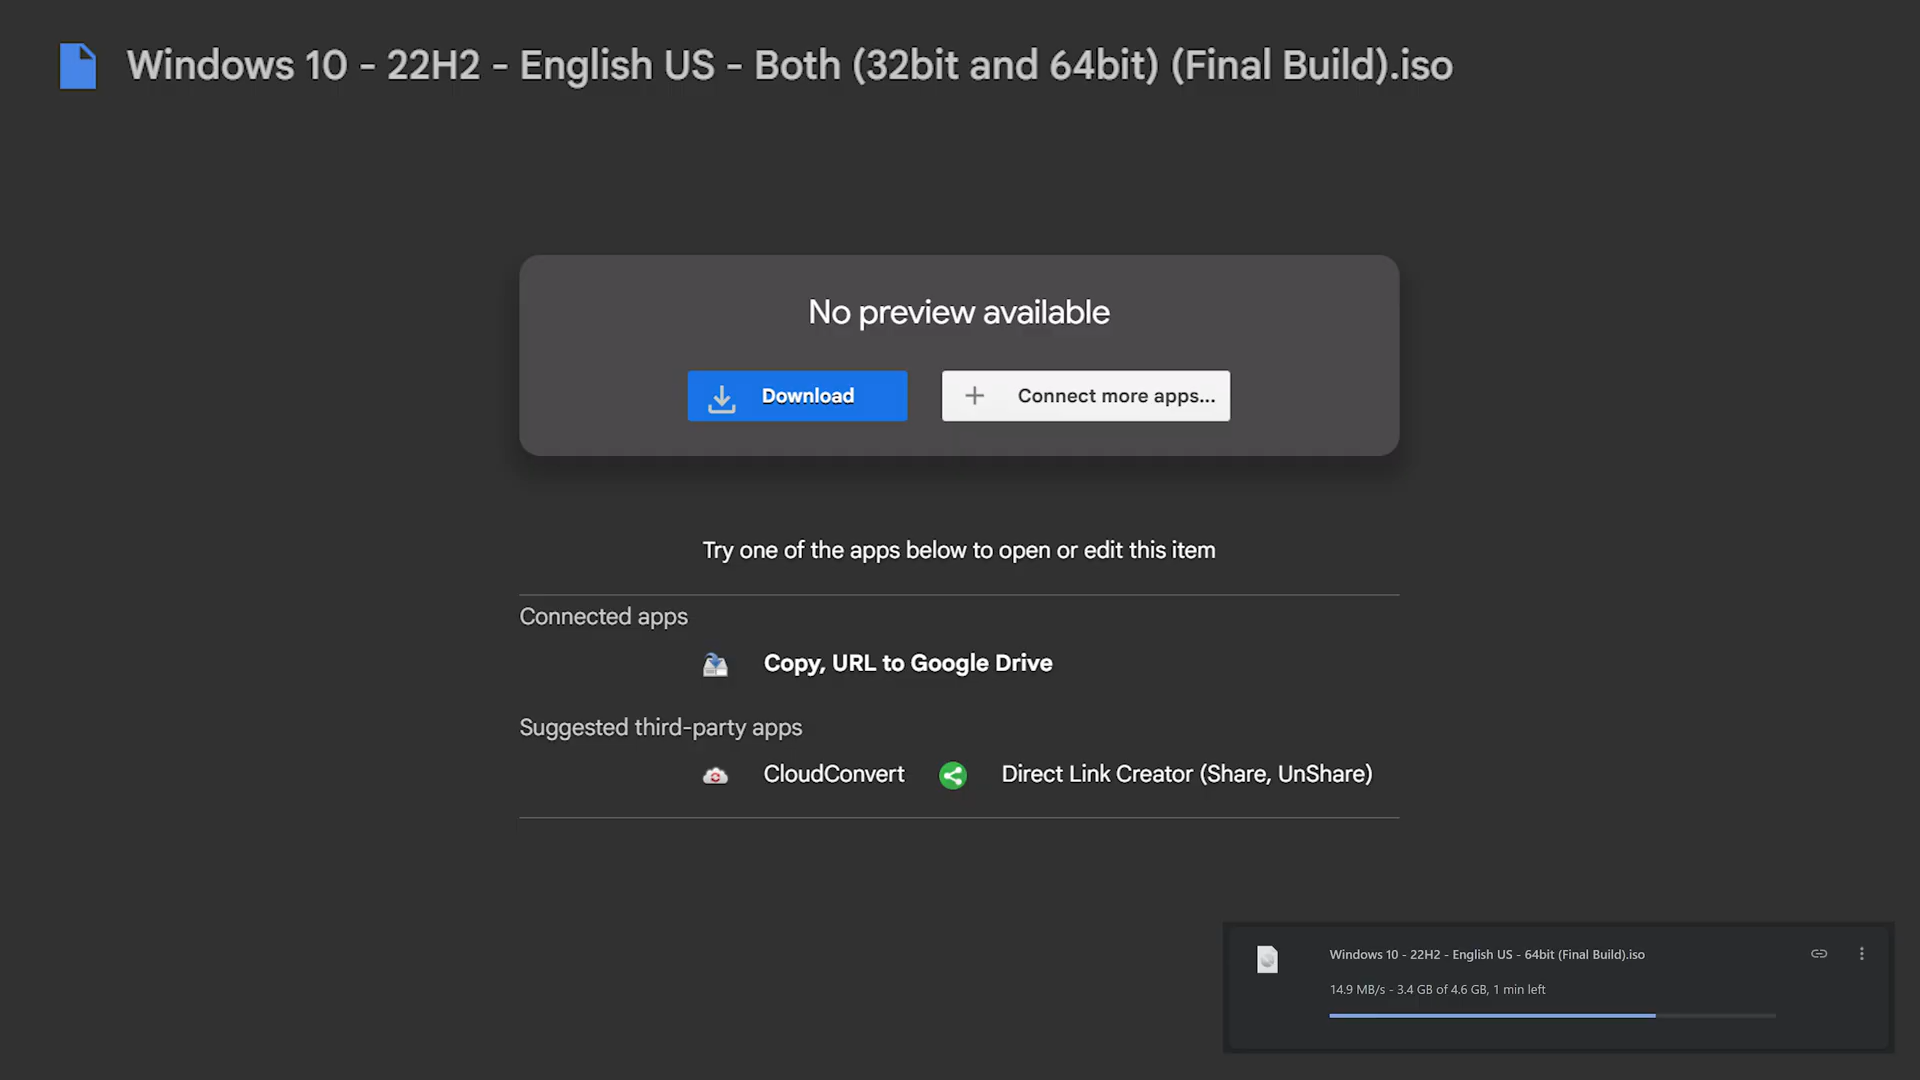 Windows 10 - 22H2 - English US - Both (32bit and 64bit) (Final Build).iso
No preview available
Download
Connect more apps...
Try one of the apps below to open or edit this item
Connected apps
Copy, URL to Google Drive
Suggested third-party apps
CloudConvert
Direct Link Creator (Share, UnShare)
Windows 10 - 22H2 - English US - 64bit (Final Build).iso
14.9 MB/s - 3.4 GB of 4.6 GB, 1 min left